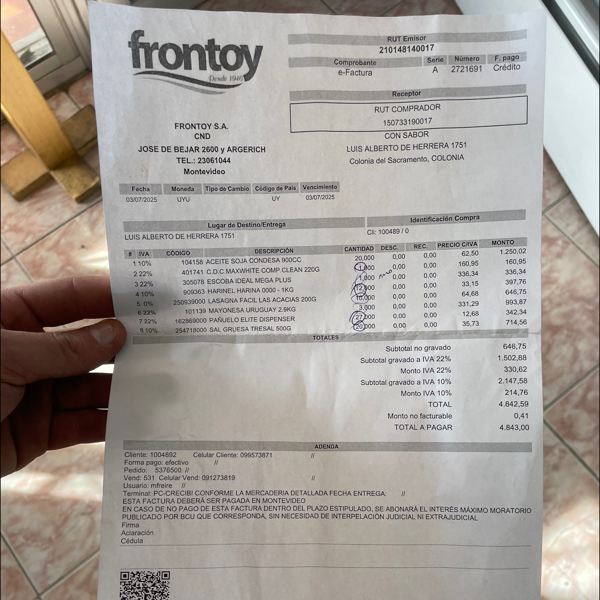 frontoy
Desde 1940
RUT Emisor
210148140017
Comprobante Serie Número F. pago
e-Factura A 2721691 Crédito
Receptor
RUT COMPRADOR
150733190017
CON SABOR
LUIS ALBERTO DE HERRERA 1751
Colonia del Sacramento, COLONIA
FRONTOY S.A.
CND
JOSE DE BEJAR 2600 y ARGERICH
TEL.: 23061044
Montevideo
Fecha Moneda Tipo de Cambio Código de País Vencimiento
03/07/2025 UYU UY 03/07/2025
Lugar de Destino/Entrega Identificación Compra
LUIS ALBERTO DE HERRERA 1751 CI: 100489 / 0
# IVA CÓDIGO DESCRIPCIÓN CANTIDAD DESC. REC. PRECIO C/IVA MONTO
1 10% 104158 ACEITE SOJA CONDESA 900CC 20,000 0,00 0,00 62,50 1.250,02
2 22% 401741 C.D.C.MAXWHITE COMP.CLEAN 220G 1,000 0,00 0,00 160,95 160,95
3 22% 305078 ESCOBA IDEAL MEGA PLUS 1,000 0,00 0,00 336,34 336,34
4 10% 909363 HARINEL HARINA 0000 - 1KG 12,000 0,00 0,00 33,15 397,76
5 0% 250939000 LASAGNA FACIL LAS ACACIAS 200G 10,000 0,00 0,00 64,68 646,75
6 22% 101139 MAYONESA URUGUAY 2.9KG 3,000 0,00 0,00 331,29 993,87
7 22% 162869000 PAÑUELO ELITE DISPENSER 27,000 0,00 0,00 12,68 342,34
8 10% 254718000 SAL GRUESA TRESAL 500G 20,000 0,00 0,00 35,73 714,56
TOTALES
Subtotal no gravado 646,75
Subtotal gravado a IVA 22% 1.502,88
Monto IVA 22% 330,62
Subtotal gravado a IVA 10% 2.147,58
Monto IVA 10% 214,76
TOTAL 4.842,59
Monto no facturable 0,41
TOTAL A PAGAR 4.843,00
ADENDA
Cliente: 1004892 Celular Cliente: 099573871 //
Forma pago: efectivo //
Pedido: 5376500 //
Vend: 531 Celular Vend: 091273819 //
Usuario: mfreire //
Terminal: PC-CRECIBI CONFORME LA MERCADERIA DETALLADA FECHA ENTREGA: //
ESTA FACTURA DEBERÁ SER PAGADA EN MONTEVIDEO
EN CASO DE NO PAGO DE ESTA FACTURA DENTRO DEL PLAZO ESTIPULADO, SE ABONARÁ EL INTERÉS MÁXIMO MORATORIO
PUBLICADO POR BCU QUE CORRESPONDA, SIN NECESIDAD DE INTERPELACIÓN JUDICIAL NI EXTRAJUDICIAL
Firma
Aclaración
Cédula